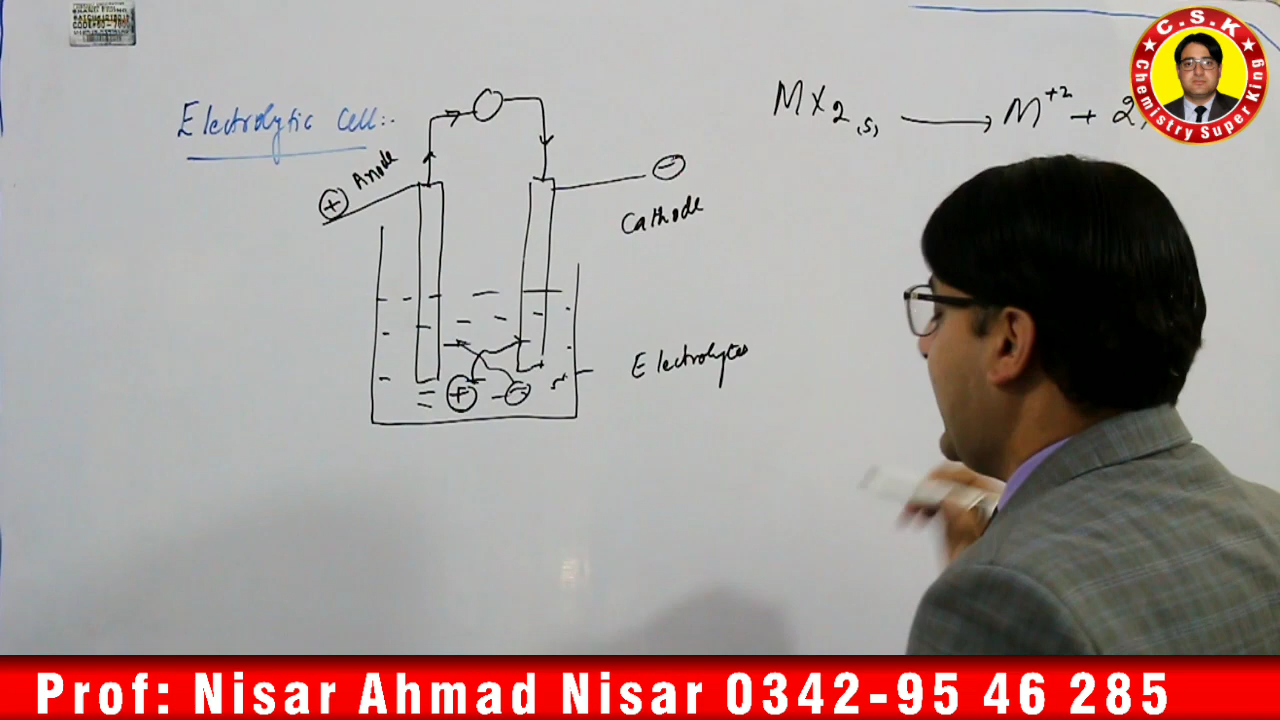 C.S.K
Chemistry Super King
Electrolytic Cell:-
MX2(s) → M+2 + 2
+ Anode
−
Cathode
Electrolytes
+ −
Prof: Nisar Ahmad Nisar 0342-95 46 285